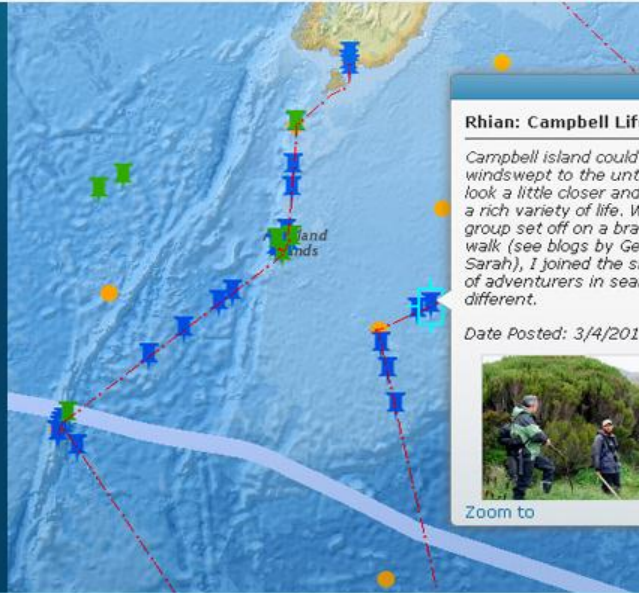 Rhian: Campbell Lif
Campbell island could
windswept to the unt
look a little closer and
a rich variety of life. W
group set off on a bra
walk (see blogs by Ge
Sarah), I joined the s
of adventurers in sea
different.
Date Posted: 3/4/201
Zoom to